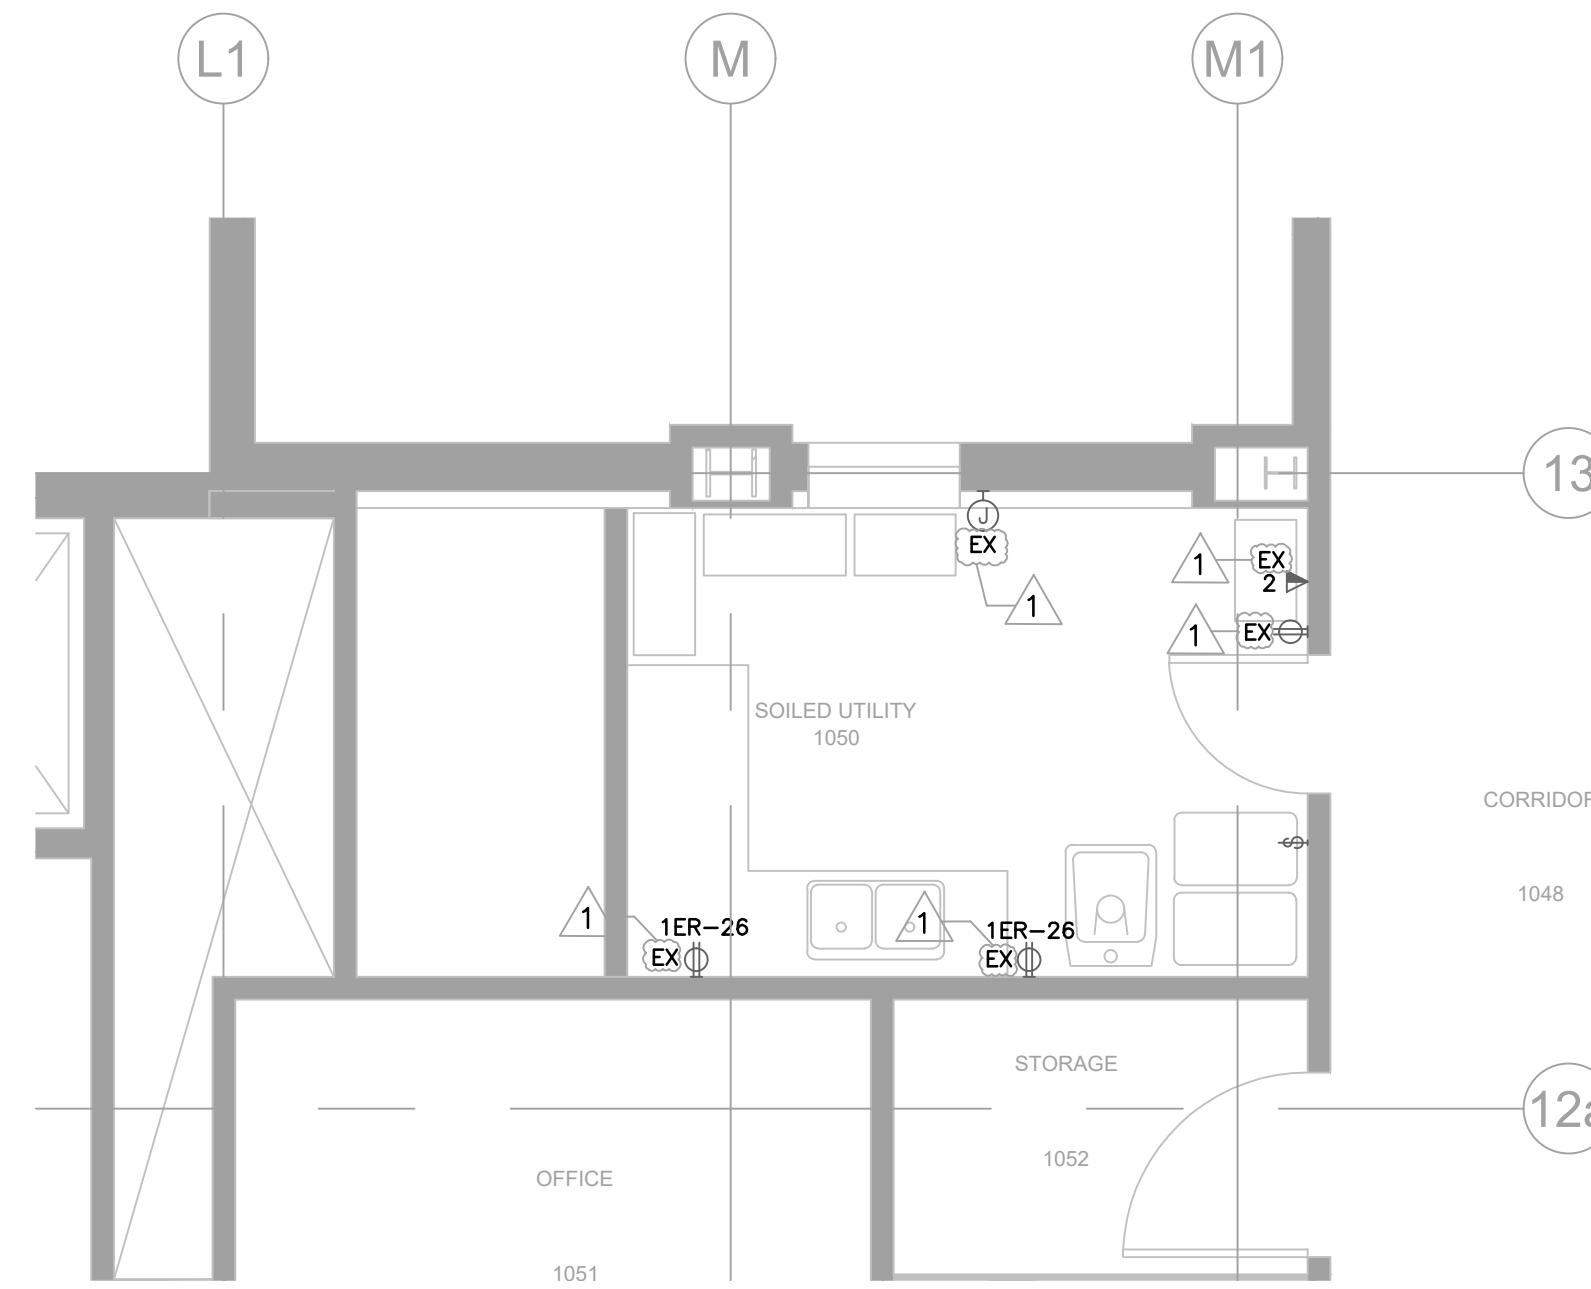 L1
M
M1
13
J
EX
1
1
EX
2
1
EX
SOILED UTILITY
1050
CORRIDOR
1048
$
1
1ER-26
EX
1
1ER-26
EX
STORAGE
1052
12a
OFFICE
1051